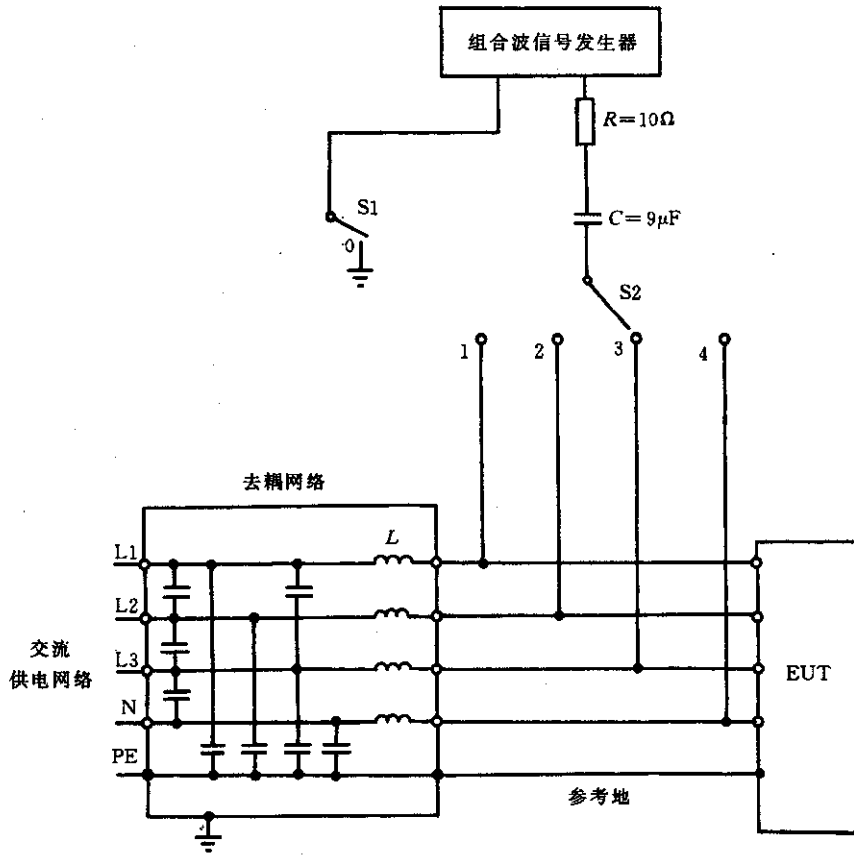 组合波信号发生器
R=10Ω
S1
0
C=9μF
S2
1
2
3
4
去耦网络
L
L1
L2
L3
N
PE
交流
供电网络
EUT
参考地